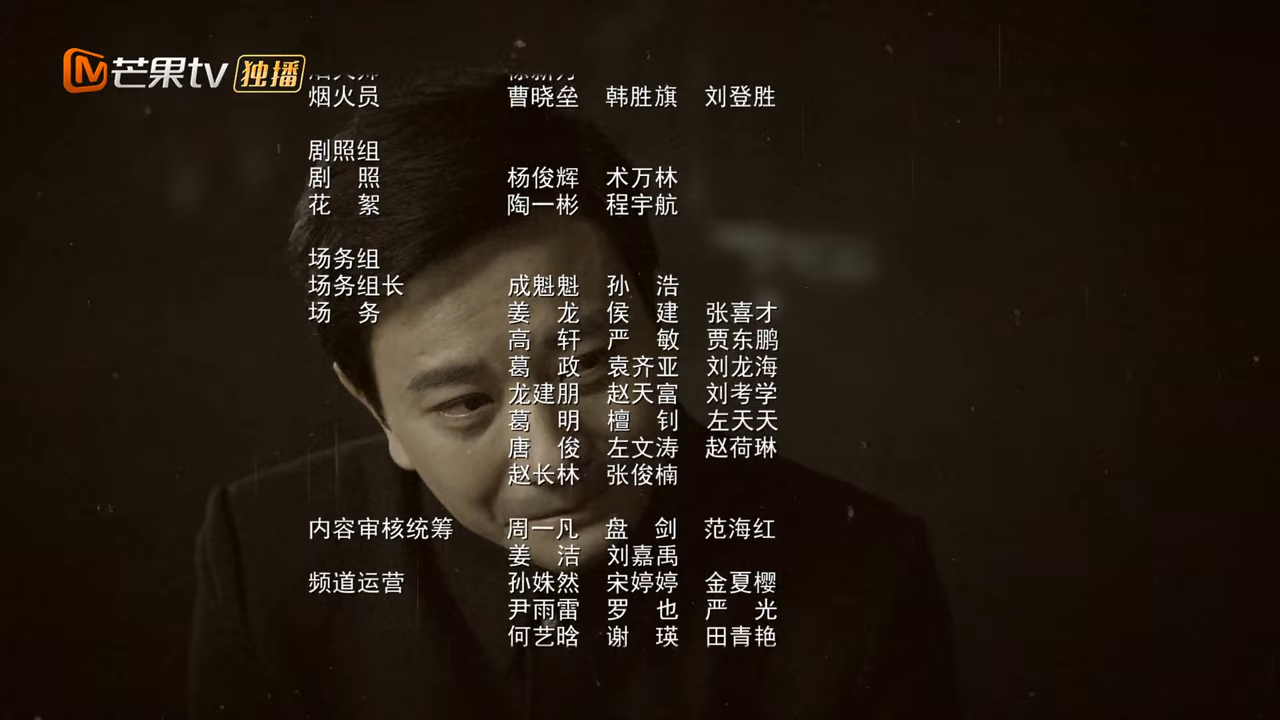 芒果tv 独播
烟火员 曹晓垒 韩胜旗 刘登胜
剧照组
剧 照 杨俊辉 术万林
花 絮 陶一彬 程宇航
场务组
场务组长 成魁魁 孙 浩
场 务 姜 龙 侯 建 张喜才
高 轩 严 敏 贾东鹏
葛 政 袁齐亚 刘龙海
龙建朋 赵天富 刘考学
葛 明 檀 钊 左天天
唐 俊 左文涛 赵荷琳
赵长林 张俊楠
内容审核统筹 周一凡 盘 剑 范海红
姜 洁 刘嘉禹
频道运营 孙姝然 宋婷婷 金夏樱
尹雨雷 罗 也 严 光
何艺晗 谢 瑛 田青艳